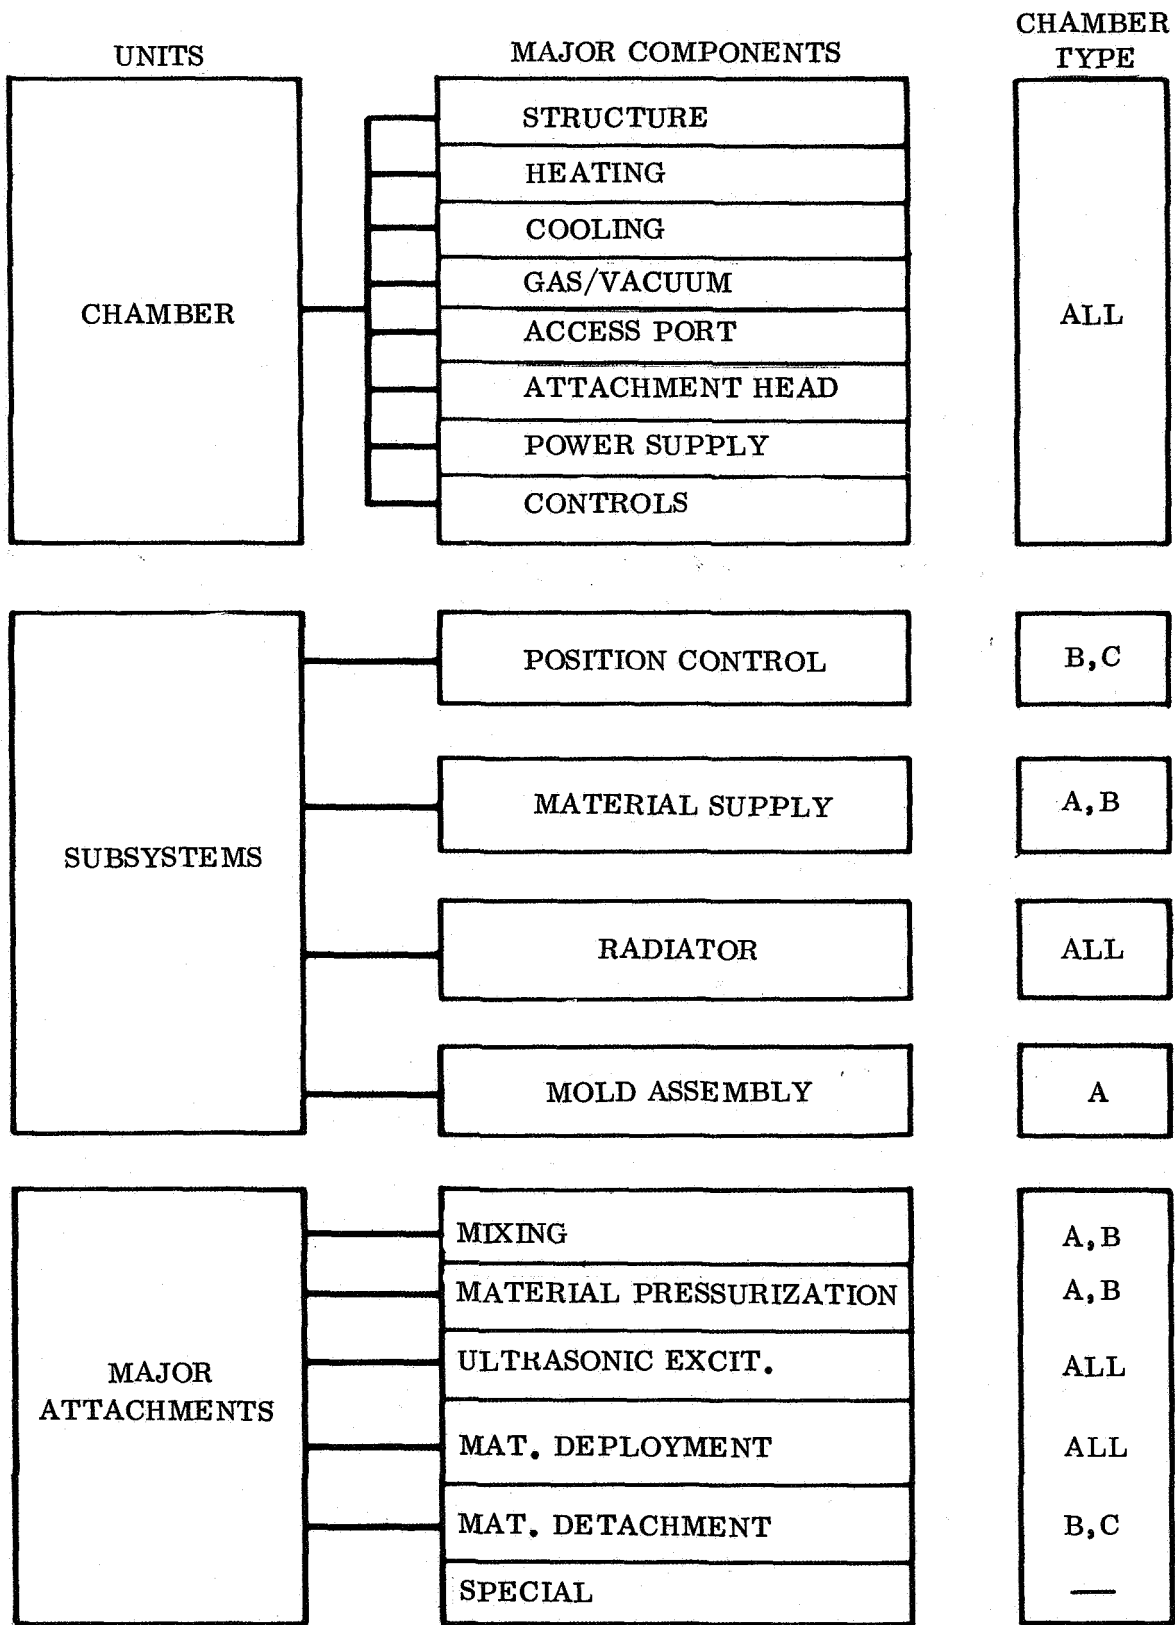 UNITS
MAJOR COMPONENTS
CHAMBER
TYPE
CHAMBER
STRUCTURE
HEATING
COOLING
GAS/VACUUM
ACCESS PORT
ATTACHMENT HEAD
POWER SUPPLY
CONTROLS
ALL
SUBSYSTEMS
POSITION CONTROL
B,C
MATERIAL SUPPLY
A,B
RADIATOR
ALL
MOLD ASSEMBLY
A
MAJOR
ATTACHMENTS
MIXING
A,B
MATERIAL PRESSURIZATION
A,B
ULTRASONIC EXCIT.
ALL
MAT. DEPLOYMENT
ALL
MAT. DETACHMENT
B,C
SPECIAL
—